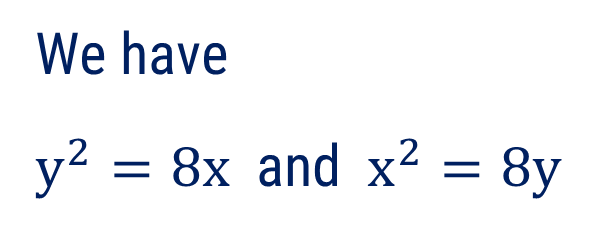 We have
y² = 8x and x² = 8y